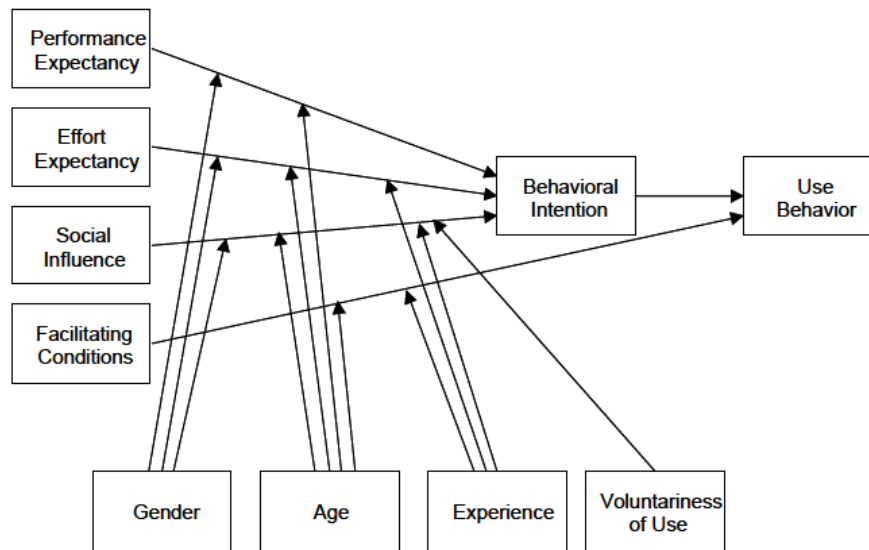 Performance
Expectancy
Effort
Expectancy
Social
Influence
Facilitating
Conditions
Behavioral
Intention
Use
Behavior
Gender
Age
Experience
Voluntariness
of Use